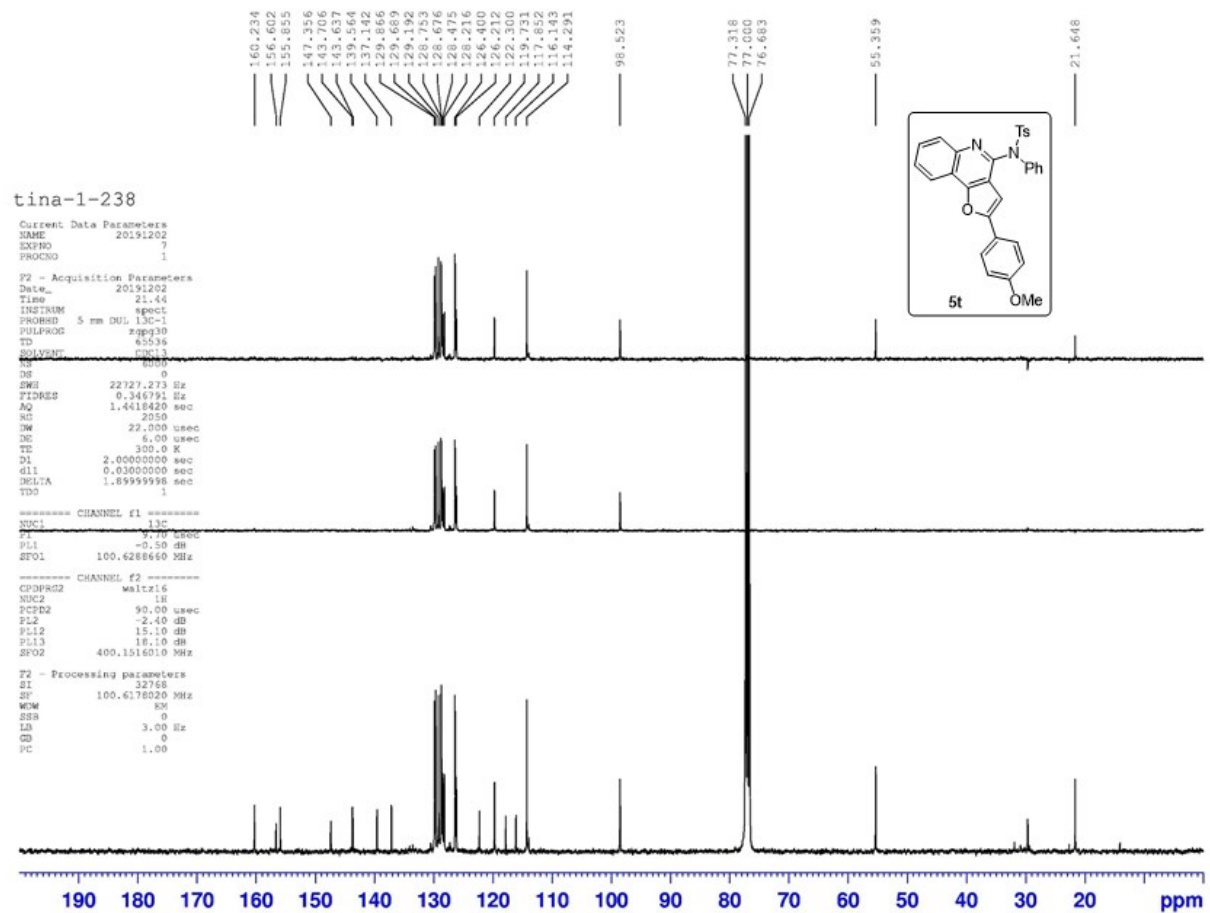 160.234
156.602
155.855
147.356
143.706
143.637
139.564
137.142
129.866
129.689
129.192
128.753
128.676
128.475
128.216
126.400
126.212
122.300
119.731
117.852
116.143
114.291
98.523
77.318
77.000
76.683
55.359
21.648
Ts
N
N
Ph
O
OMe
5t
tina-1-238
Current Data Parameters
NAME 20191202
EXPNO 7
PROCNO 1
F2 - Acquisition Parameters
Date_ 20191202
Time 21.44
INSTRUM spect
PROBHD 5 mm DUL 13C-1
PULPROG zgpg30
TD 65536
SOLVENT CDCl3
NS 6000
DS 0
SWH 22727.273 Hz
FIDRES 0.346791 Hz
AQ 1.4418420 sec
RG 2050
DW 22.000 usec
DE 6.00 usec
TE 300.0 K
D1 2.00000000 sec
d11 0.03000000 sec
DELTA 1.89999998 sec
TD0 1
======== CHANNEL f1 ========
NUC1 13C
P1 9.70 usec
PL1 -0.50 dB
SFO1 100.6288660 MHz
======== CHANNEL f2 ========
CPDPRG2 waltz16
NUC2 1H
PCPD2 90.00 usec
PL2 -2.40 dB
PL12 15.10 dB
PL13 18.10 dB
SFO2 400.1516010 MHz
F2 - Processing parameters
SI 32768
SF 100.6178020 MHz
WDW EM
SSB 0
LB 3.00 Hz
GB 0
PC 1.00
190 180 170 160 150 140 130 120 110 100 90 80 70 60 50 40 30 20 ppm